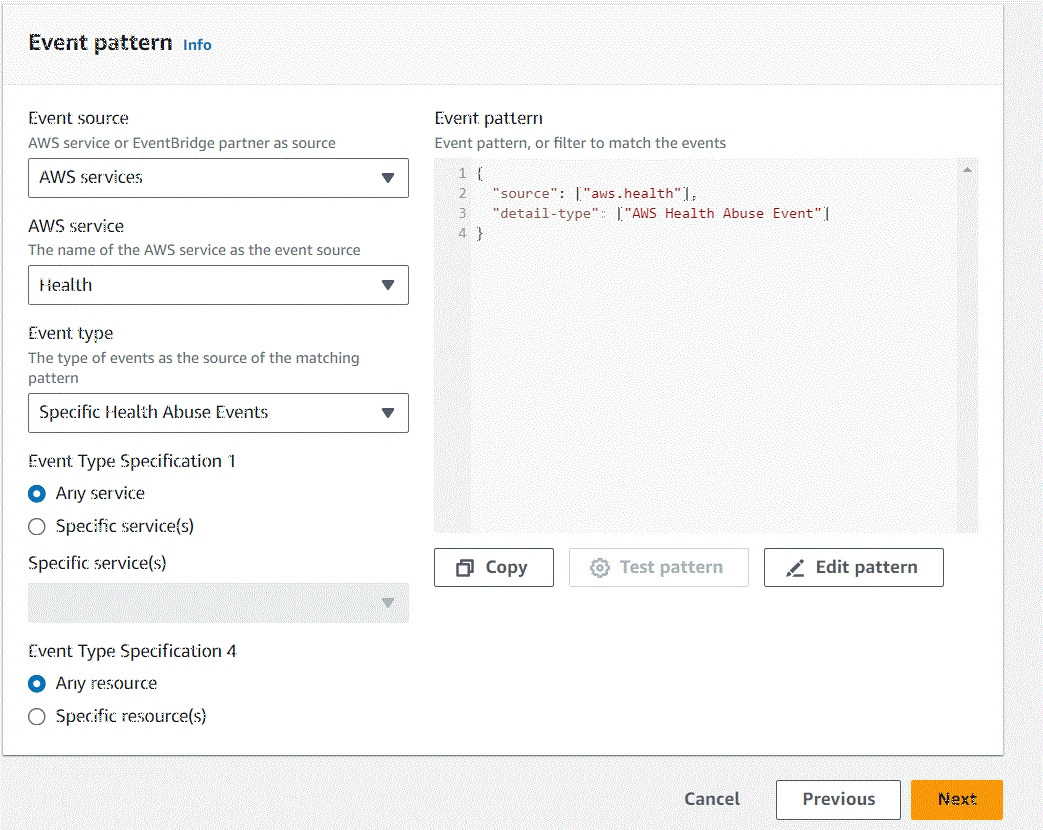 Event pattern Info
Event source
AWS service or EventBridge partner as source
AWS services
AWS service
The name of the AWS service as the event source
Health
Event type
The type of events as the source of the matching
pattern
Specific Health Abuse Events
Event Type Specification 1
Any service
Specific service(s)
Specific service(s)
Event Type Specification 4
Any resource
Specific resource(s)
Event pattern
Event pattern, or filter to match the events
1 {
2 "source": ["aws.health"],
3 "detail-type": ["AWS Health Abuse Event"]
4 }
Copy
Test pattern
Edit pattern
Cancel
Previous
Next